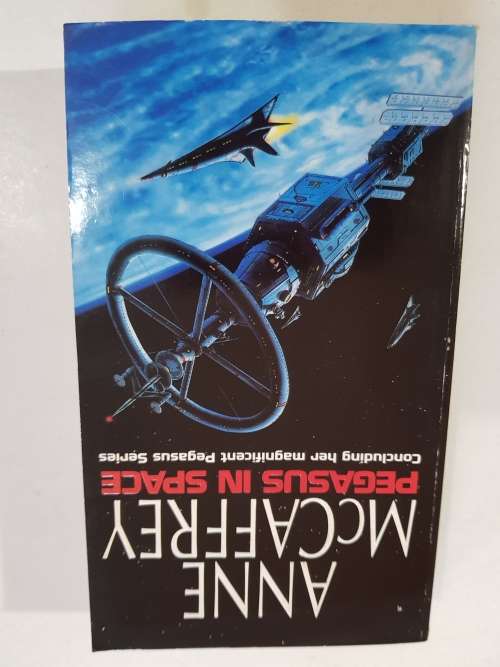 ANNE
McCAFFREY
PEGASUS IN SPACE
Concluding her magnificent Pegasus Series